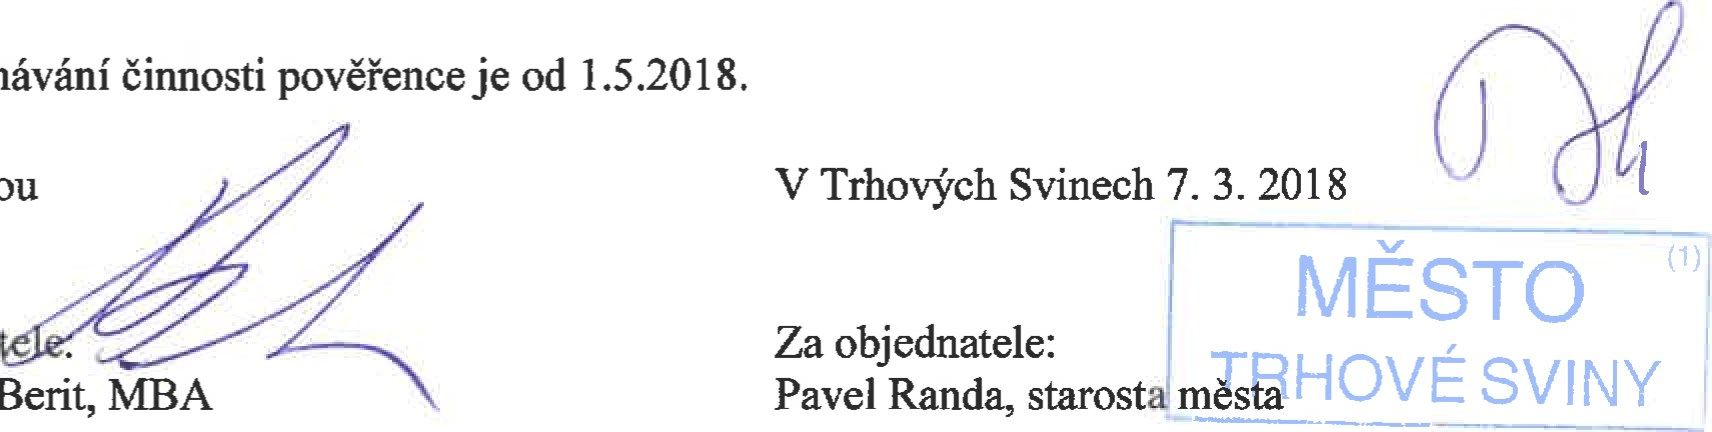 návání činnosti pověřence je od 1.5.2018.
ou
V Trhových Svinech 7. 3. 2018
tele:
Berit, MBA
Za objednatele:
Pavel Randa, starosta města
MĚSTO (1)
TRHOVÉ SVINY